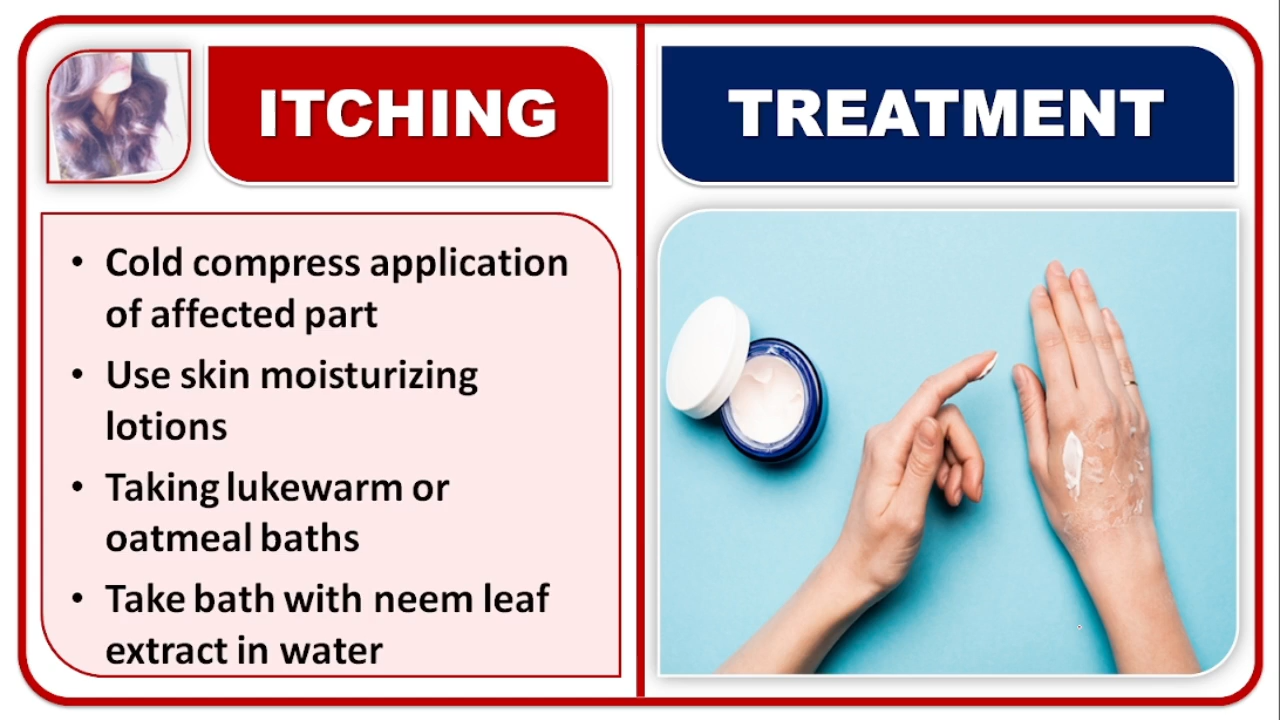 ITCHING
TREATMENT
• Cold compress application
of affected part
• Use skin moisturizing
lotions
• Taking lukewarm or
oatmeal baths
• Take bath with neem leaf
extract in water